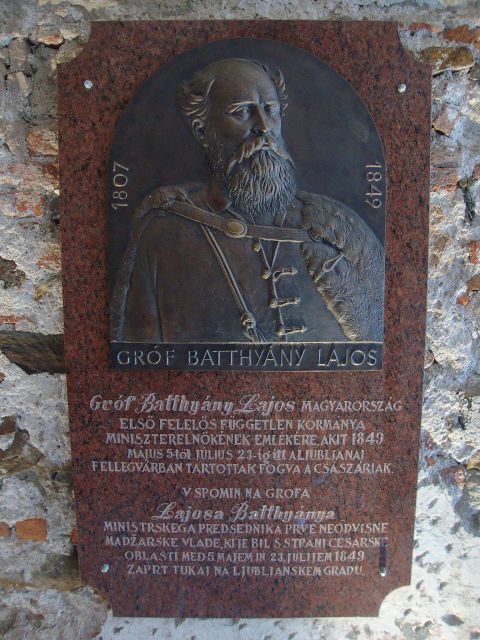 1807
1849
GRÓF BATTHYÁNY LAJOS
Gróf Batthyány Lajos MAGYARORSZÁG
ELSŐ FELELŐS FÜGGETLEN KORMÁNYA
MINISZTERELNÖKÉNEK EMLÉKÉRE, AKIT 1849
MÁJUS 5-től JÚLIUS 23-ig itt A LJUBLJANAI
FELLEGVÁRBAN TARTOTTAK FOGVA A CSÁSZÁRIAK.
V SPOMIN NA GROFA
Lajosa Batthyánya
MINISTRSKEGA PREDSEDNIKA PRVE NEODVISNE
MADŽARSKE VLADE, KI JE BIL S STRANI CESARSKE
OBLASTI MED 5. MAJEM IN 23. JULIJEM 1849.
ZAPRT TUKAJ NA LJUBLJANSKEM GRADU.